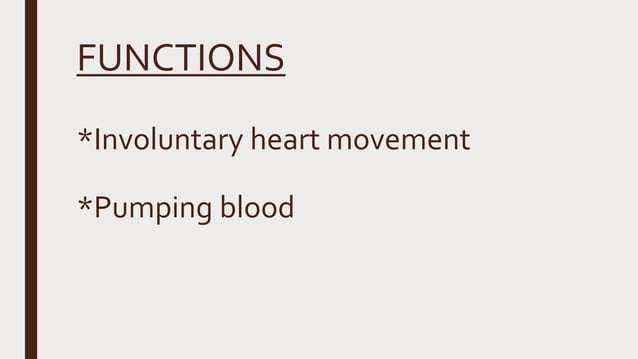 FUNCTIONS
*Involuntary heart movement
*Pumping blood